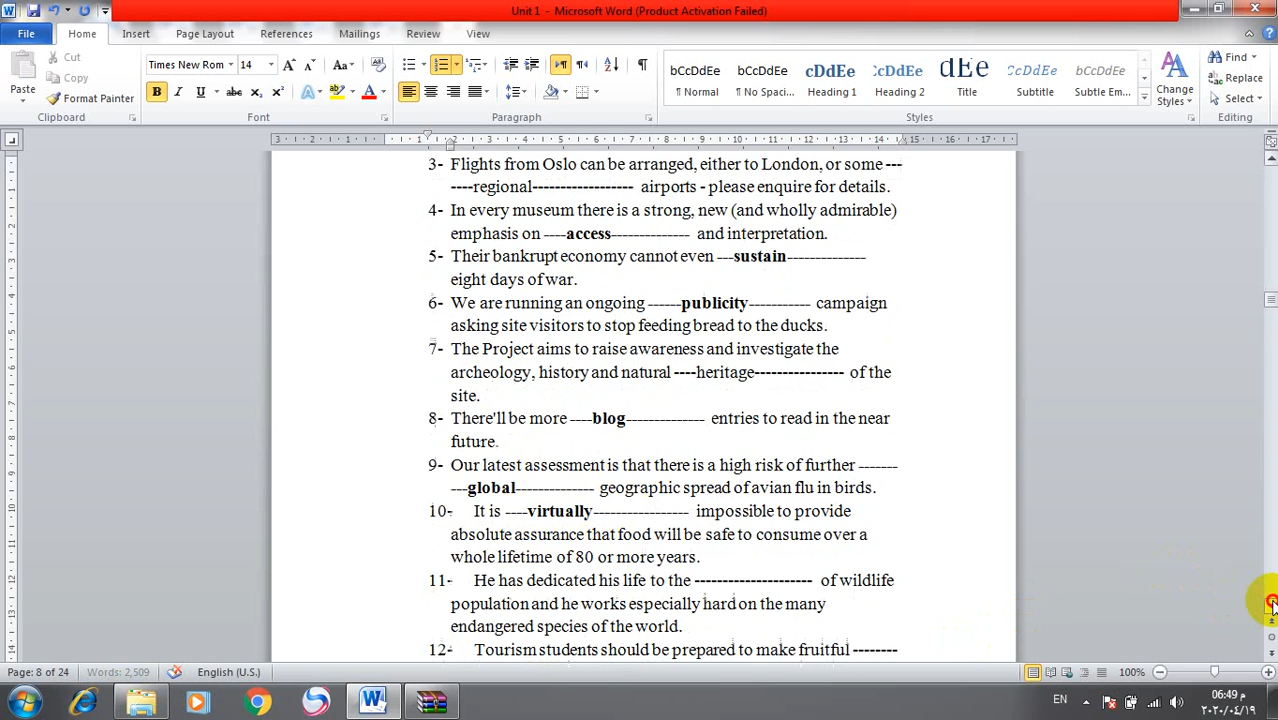 Unit 1 - Microsoft Word (Product Activation Failed)
File Home Insert Page Layout References Mailings Review View
Cut
Copy
Format Painter
Paste
Clipboard
Times New Rom 14
Font
Paragraph
bCcDdEe bCcDdEe cDdEe cCcDdEe dEe cCcDdEe bCcDdEe
¶ Normal ¶ No Spaci... Heading 1 Heading 2 Title Subtitle Subtle Em...
Change Styles
Styles
Find
Replace
Select
Editing
3- Flights from Oslo can be arranged, either to London, or some ---
----regional------------------ airports - please enquire for details.
4- In every museum there is a strong, new (and wholly admirable)
emphasis on ----access-------------- and interpretation.
5- Their bankrupt economy cannot even ---sustain--------------
eight days of war.
6- We are running an ongoing ------publicity----------- campaign
asking site visitors to stop feeding bread to the ducks.
7- The Project aims to raise awareness and investigate the
archeology, history and natural ----heritage---------------- of the
site.
8- There'll be more ----blog-------------- entries to read in the near
future.
9- Our latest assessment is that there is a high risk of further -------
---global-------------- geographic spread of avian flu in birds.
10- It is ----virtually----------------- impossible to provide
absolute assurance that food will be safe to consume over a
whole lifetime of 80 or more years.
11- He has dedicated his life to the --------------------- of wildlife
population and he works especially hard on the many
endangered species of the world.
12- Tourism students should be prepared to make fruitful --------
Page: 8 of 24 Words: 2,509 English (U.S.) 100%
EN
06:49 م
٢٠٢٠/٠٤/١٩